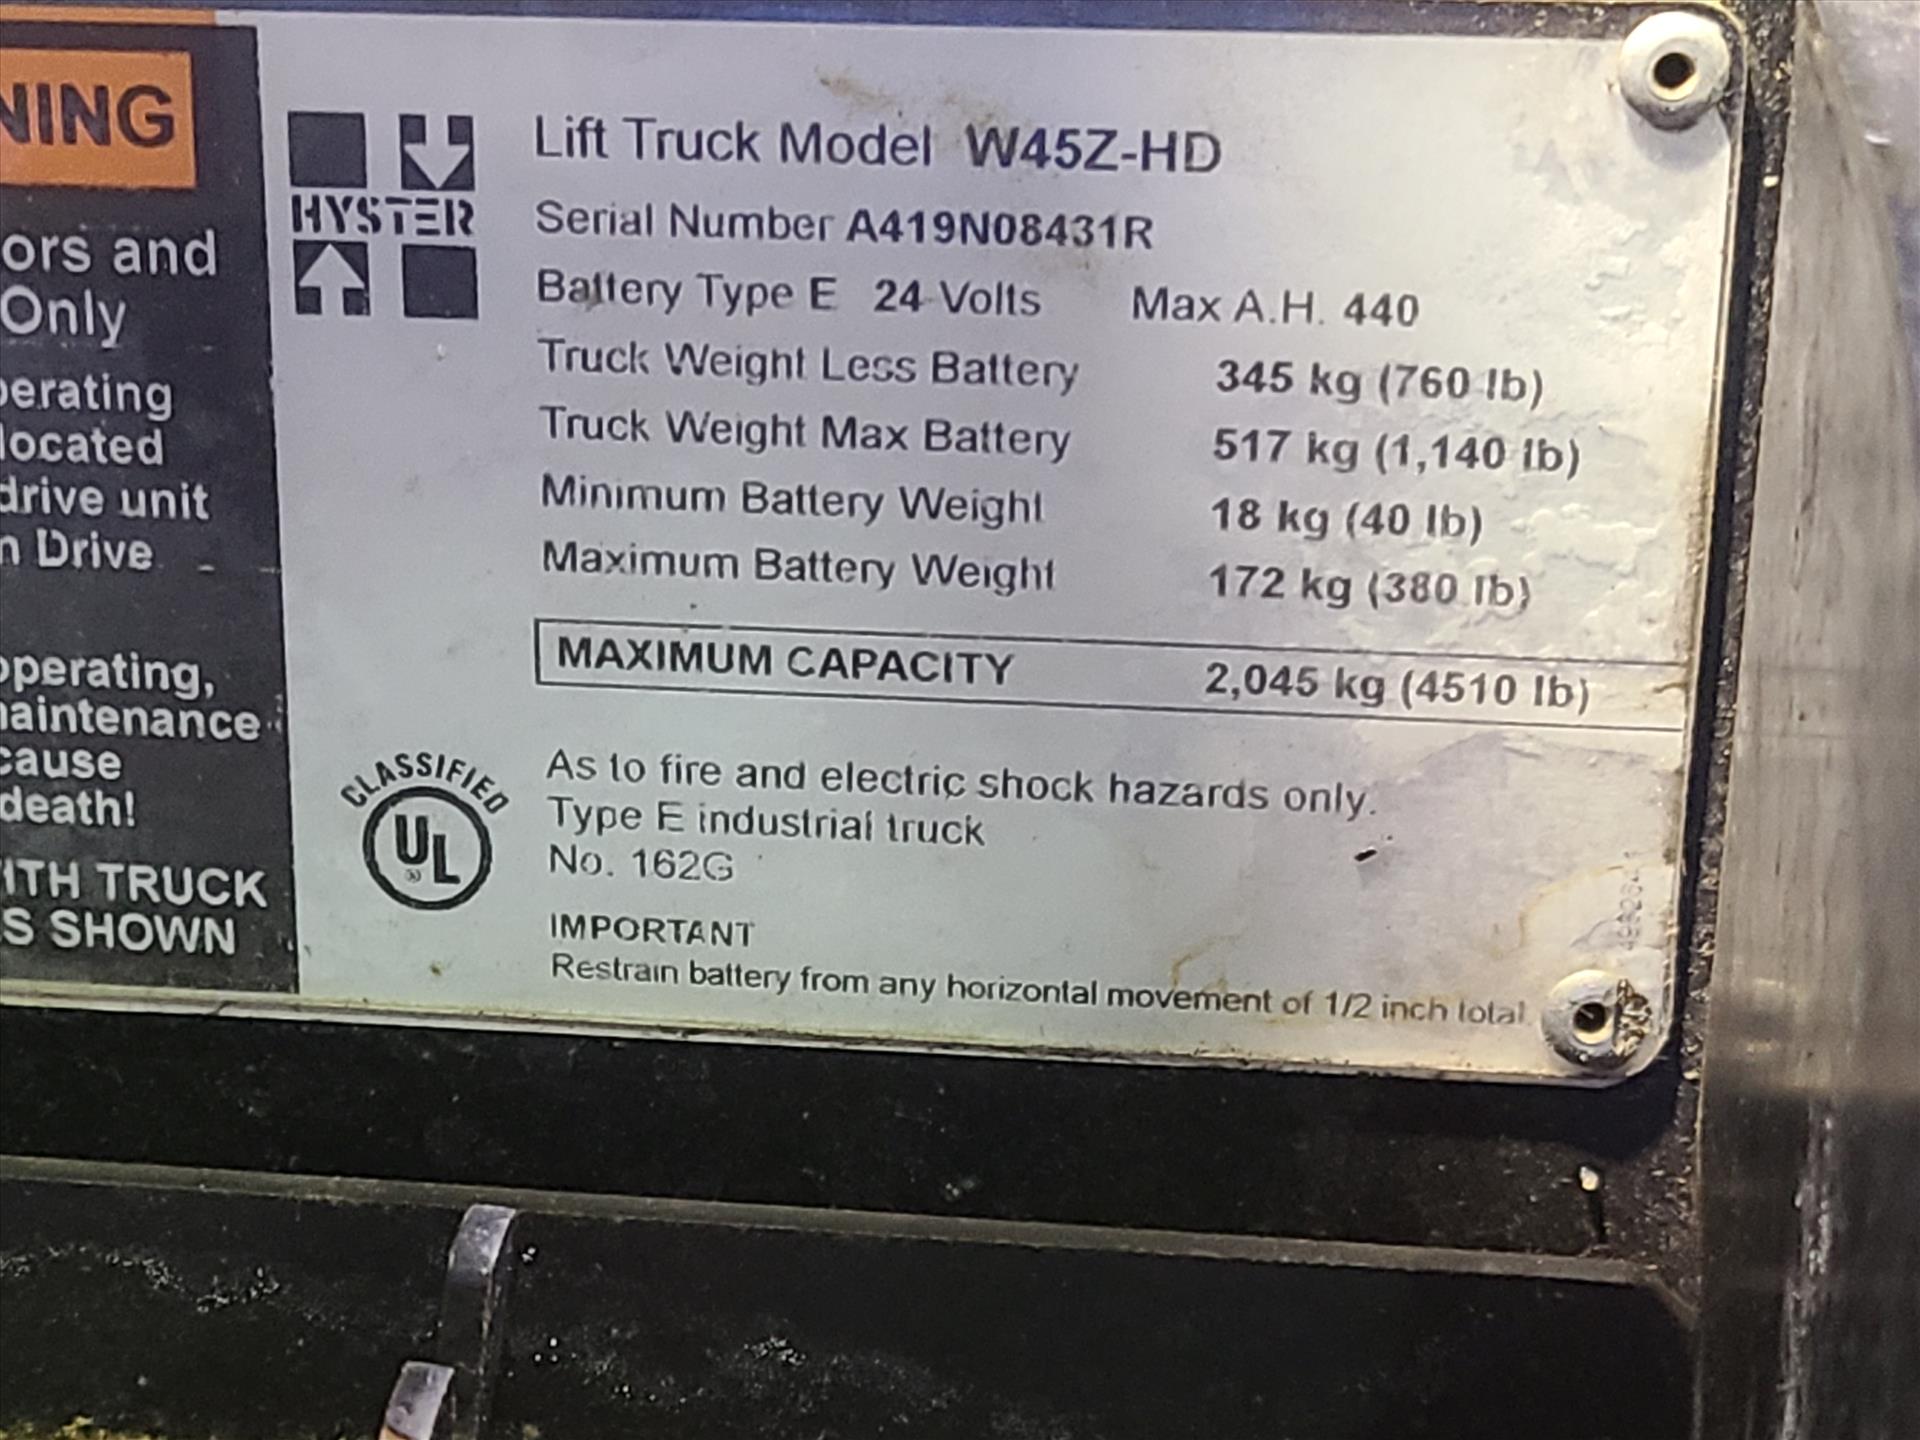 NING
ors and
Only
perating
located
drive unit
n Drive
operating,
maintenance
cause
death!
ITH TRUCK
S SHOWN
HYSTER
Lift Truck Model W45Z-HD
Serial Number A419N08431R
Battery Type E 24 Volts Max A.H. 440
Truck Weight Less Battery 345 kg (760 lb)
Truck Weight Max Battery 517 kg (1,140 lb)
Minimum Battery Weight 18 kg (40 lb)
Maximum Battery Weight 172 kg (380 lb)
MAXIMUM CAPACITY 2,045 kg (4510 lb)
CLASSIFIED
UL
®
As to fire and electric shock hazards only.
Type E industrial truck
No. 162G
IMPORTANT
Restrain battery from any horizontal movement of 1/2 inch total.